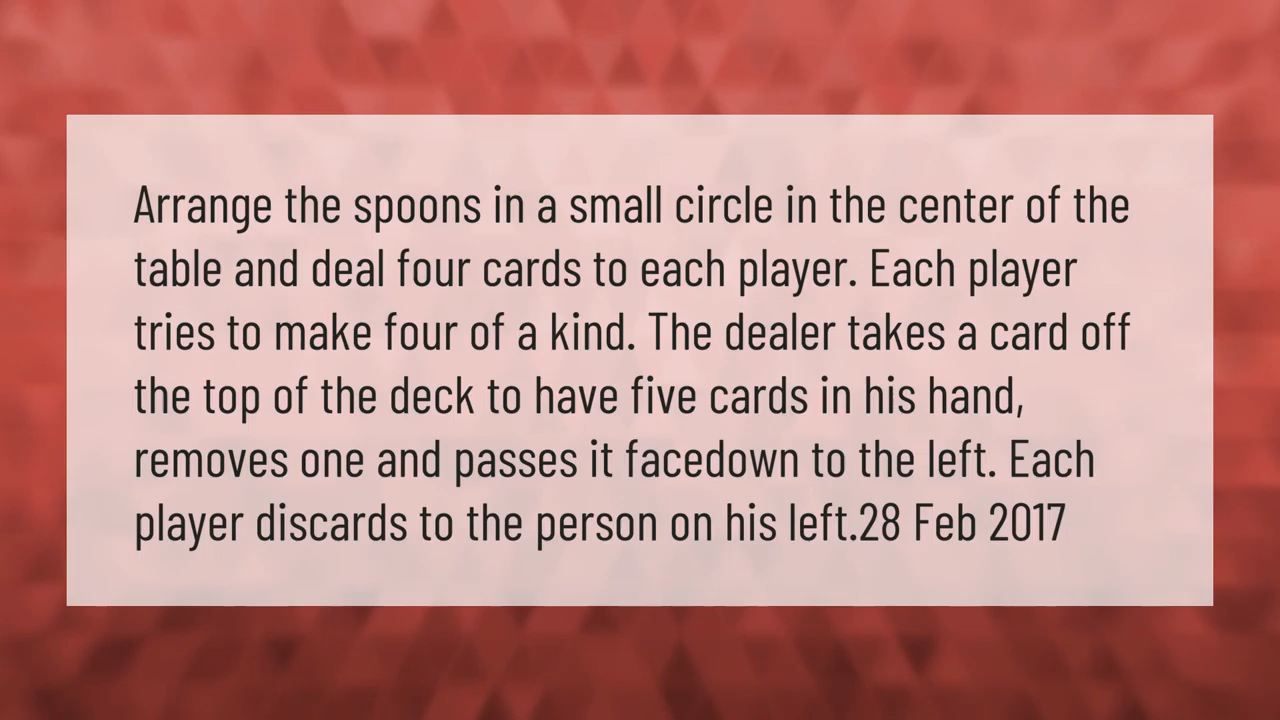 Arrange the spoons in a small circle in the center of the
table and deal four cards to each player. Each player
tries to make four of a kind. The dealer takes a card off
the top of the deck to have five cards in his hand,
removes one and passes it facedown to the left. Each
player discards to the person on his left.28 Feb 2017